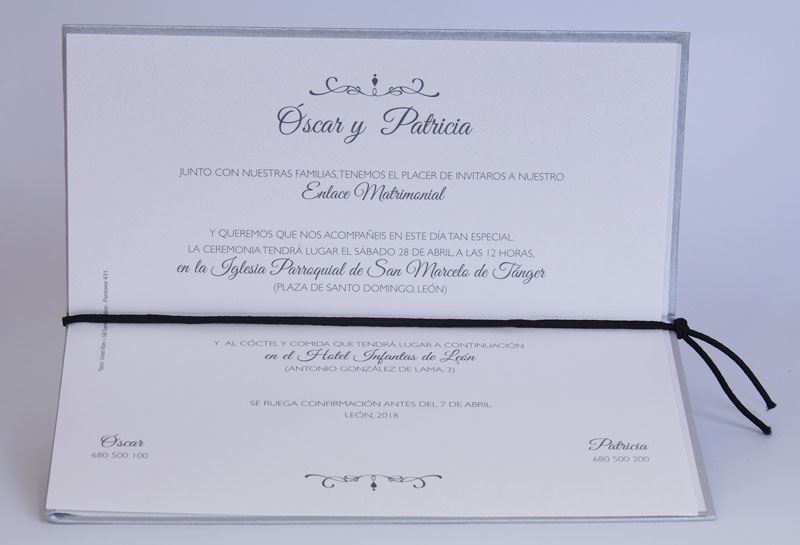 Óscar y Patricia
JUNTO CON NUESTRAS FAMILIAS, TENEMOS EL PLACER DE INVITAROS A NUESTRO
Enlace Matrimonial
Y QUEREMOS QUE NOS ACOMPAÑEIS EN ESTE DÍA TAN ESPECIAL.
LA CEREMONIA TENDRÁ LUGAR EL SÁBADO 28 DE ABRIL, A LAS 12 HORAS,
en la Iglesia Parroquial de San Marcelo de Tánger
(PLAZA DE SANTO DOMINGO, LEÓN)
Y AL CÓCTEL Y COMIDA QUE TENDRÁ LUGAR A CONTINUACIÓN
en el Hotel Infantas de León
(ANTONIO GONZÁLEZ DE LAMA, 3)
SE RUEGA CONFIRMACIÓN ANTES DEL 7 DE ABRIL.
LEÓN, 2018
Óscar
680 500 100
Patricia
680 500 200
Pantone 431